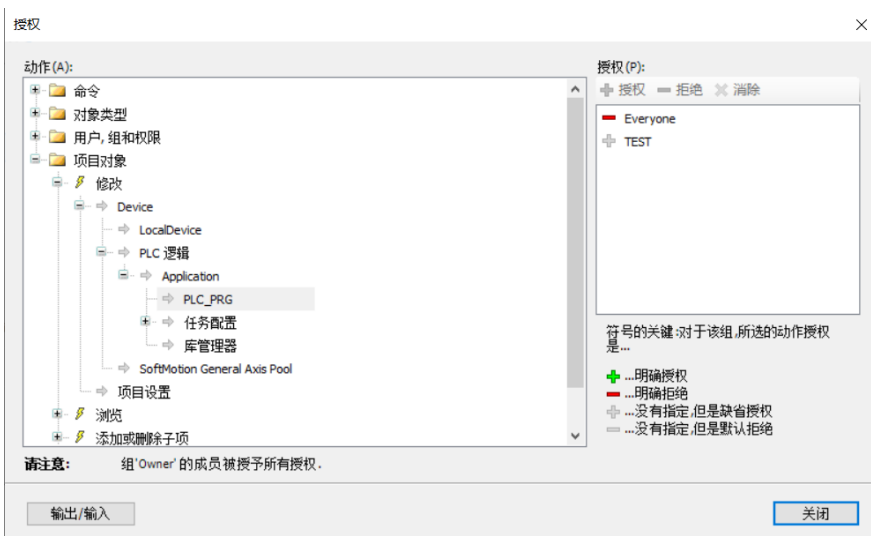 授权
动作(A):
命令
对象类型
用户,组和权限
项目对象
修改
Device
LocalDevice
PLC 逻辑
Application
PLC_PRG
任务配置
库管理器
SoftMotion General Axis Pool
项目设置
浏览
添加或删除子项
请注意: 组'Owner' 的成员被授予所有授权.
输出/输入
授权(P):
授权 拒绝 消除
Everyone
TEST
符号的关键:对于该组,所选的动作授权
是...
...明确授权
...明确拒绝
...没有指定,但是缺省授权
...没有指定,但是默认拒绝
关闭